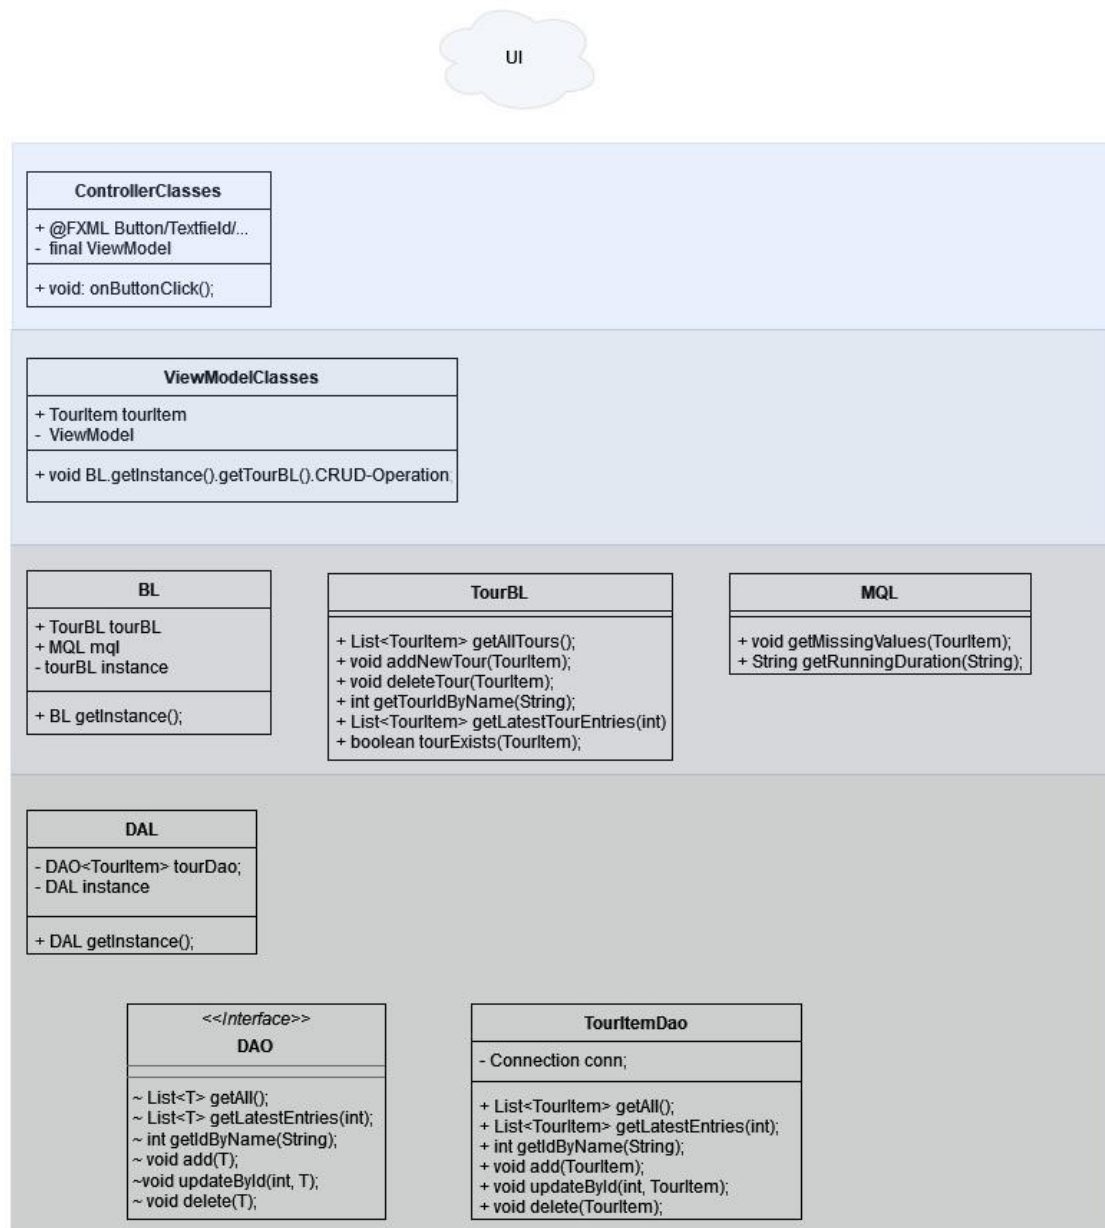 UI
ControllerClasses
+ @FXML Button/Textfield/...
- final ViewModel
+ void: onButtonClick();
ViewModelClasses
+ TourItem tourItem
- ViewModel
+ void BL.getInstance().getTourBL().CRUD-Operation;
BL
+ TourBL tourBL
+ MQL mql
- tourBL instance
+ BL getInstance();
TourBL
+ List<TourItem> getAllTours();
+ void addNewTour(TourItem);
+ void deleteTour(TourItem);
+ int getTourIdByName(String);
+ List<TourItem> getLatestTourEntries(int)
+ boolean tourExists(TourItem);
MQL
+ void getMissingValues(TourItem);
+ String getRunningDuration(String);
DAL
- DAO<TourItem> tourDao;
- DAL instance
+ DAL getInstance();
<<Interface>>
DAO
~ List<T> getAll();
~ List<T> getLatestEntries(int);
~ int getIdByName(String);
~ void add(T);
~void updateById(int, T);
~ void delete(T);
TourItemDao
- Connection conn;
+ List<TourItem> getAll();
+ List<TourItem> getLatestEntries(int);
+ int getIdByName(String);
+ void add(TourItem);
+ void updateById(int, TourItem);
+ void delete(TourItem);